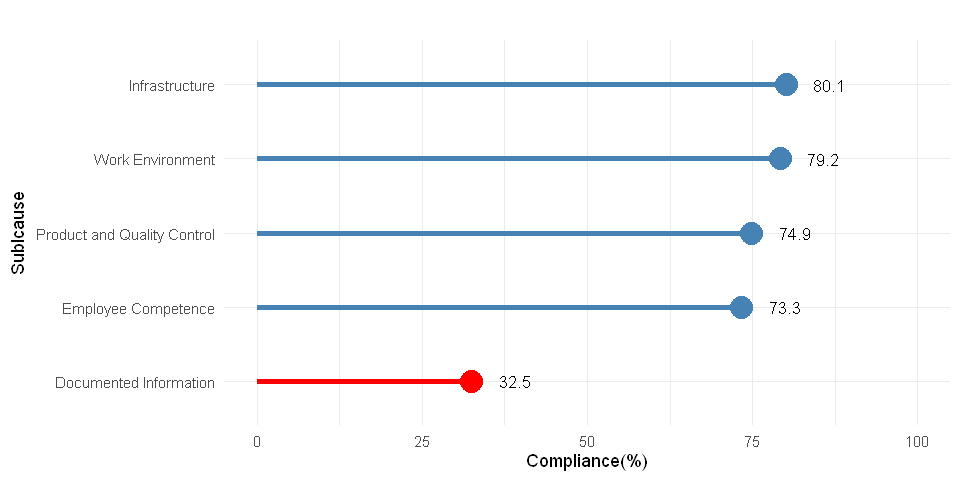 Infrastructure
80.1
Work Environment
79.2
Product and Quality Control
74.9
Employee Competence
73.3
Documented Information
32.5
Sublcause
0
25
50
75
100
Compliance(%)